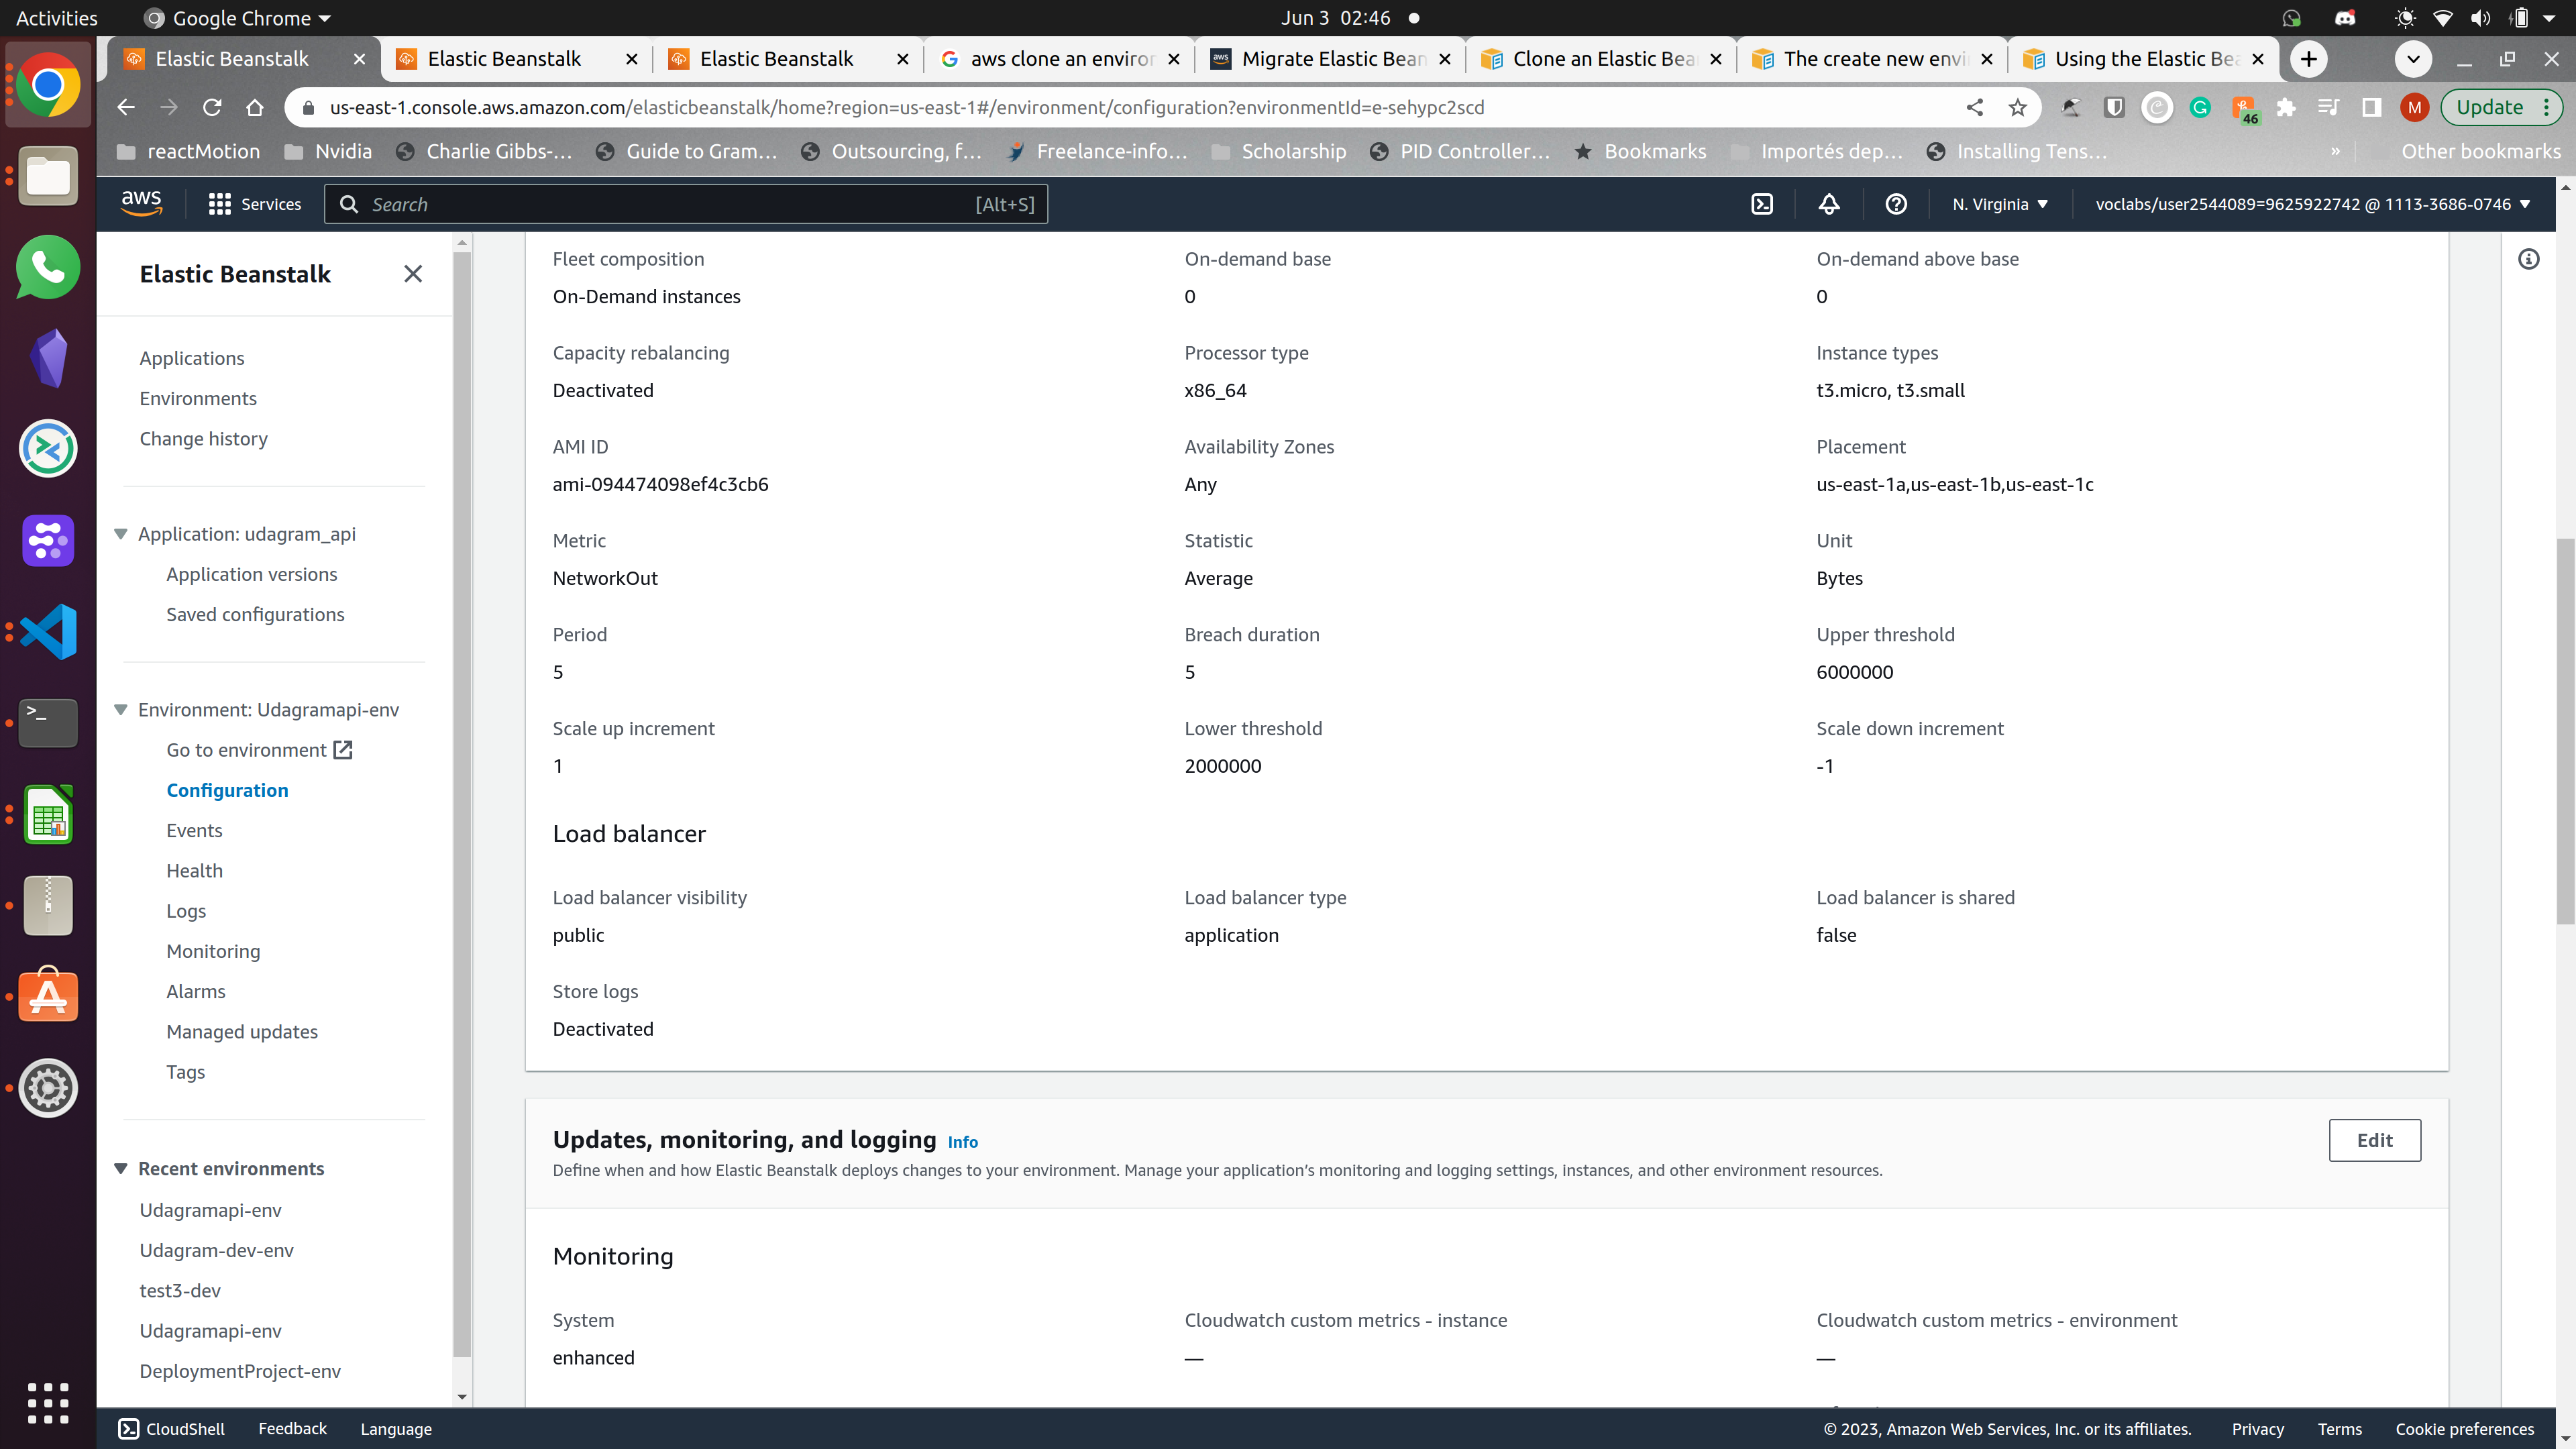 Activities Google Chrome Jun 3 02:46
Elastic Beanstalk Elastic Beanstalk Elastic Beanstalk aws clone an enviror Migrate Elastic Bean Clone an Elastic Bea The create new envi Using the Elastic Bea
us-east-1.console.aws.amazon.com/elasticbeanstalk/home?region=us-east-1#/environment/configuration?environmentId=e-sehypc2scd 46 M Update
reactMotion Nvidia Charlie Gibbs-... Guide to Gram... Outsourcing, f... Freelance-info... Scholarship PID Controller... Bookmarks Importés dep... Installing Tens... » Other bookmarks
aws Services Search [Alt+S] N. Virginia voclabs/user2544089=9625922742 @ 1113-3686-0746
Elastic Beanstalk
Applications
Environments
Change history
Application: udagram_api
Application versions
Saved configurations
Environment: Udagramapi-env
Go to environment
Configuration
Events
Health
Logs
Monitoring
Alarms
Managed updates
Tags
Recent environments
Udagramapi-env
Udagram-dev-env
test3-dev
Udagramapi-env
DeploymentProject-env
Fleet composition On-demand base On-demand above base
On-Demand instances 0 0
Capacity rebalancing Processor type Instance types
Deactivated x86_64 t3.micro, t3.small
AMI ID Availability Zones Placement
ami-094474098ef4c3cb6 Any us-east-1a,us-east-1b,us-east-1c
Metric Statistic Unit
NetworkOut Average Bytes
Period Breach duration Upper threshold
5 5 6000000
Scale up increment Lower threshold Scale down increment
1 2000000 -1
Load balancer
Load balancer visibility Load balancer type Load balancer is shared
public application false
Store logs
Deactivated
Updates, monitoring, and logging Info Edit
Define when and how Elastic Beanstalk deploys changes to your environment. Manage your application's monitoring and logging settings, instances, and other environment resources.
Monitoring
System Cloudwatch custom metrics - instance Cloudwatch custom metrics - environment
enhanced — —
CloudShell Feedback Language © 2023, Amazon Web Services, Inc. or its affiliates. Privacy Terms Cookie preferences